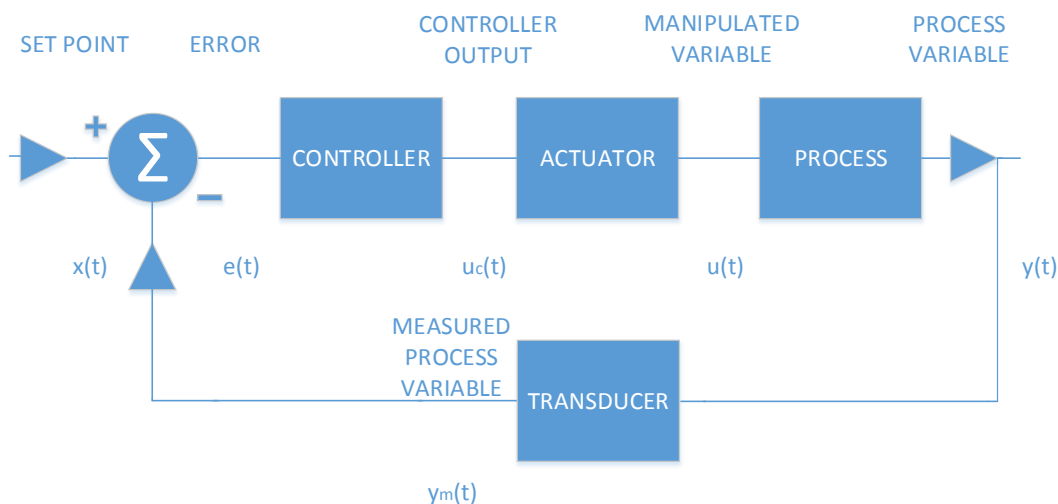 SET POINT
ERROR
CONTROLLER
OUTPUT
MANIPULATED
VARIABLE
PROCESS
VARIABLE
+
Σ
−
CONTROLLER
ACTUATOR
PROCESS
x(t)
e(t)
uc(t)
u(t)
y(t)
MEASURED
PROCESS
VARIABLE
TRANSDUCER
ym(t)